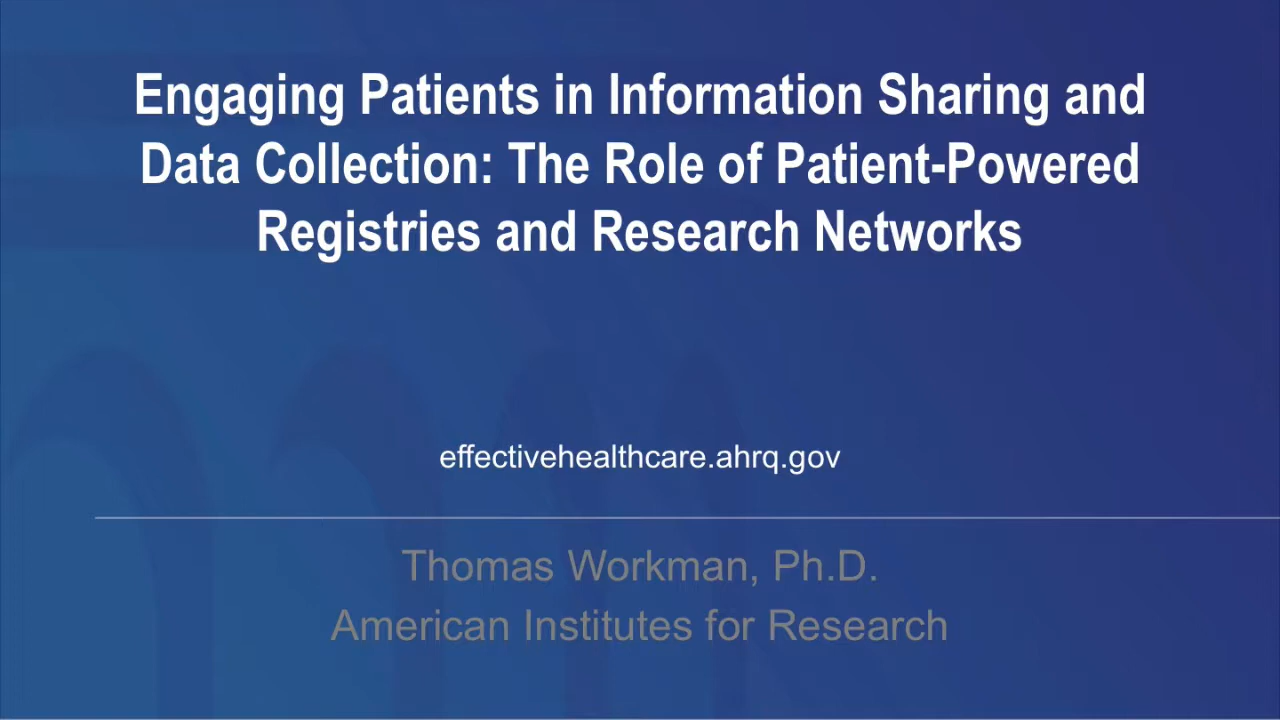 Engaging Patients in Information Sharing and
Data Collection: The Role of Patient-Powered
Registries and Research Networks
effectivehealthcare.ahrq.gov
Thomas Workman, Ph.D.
American Institutes for Research